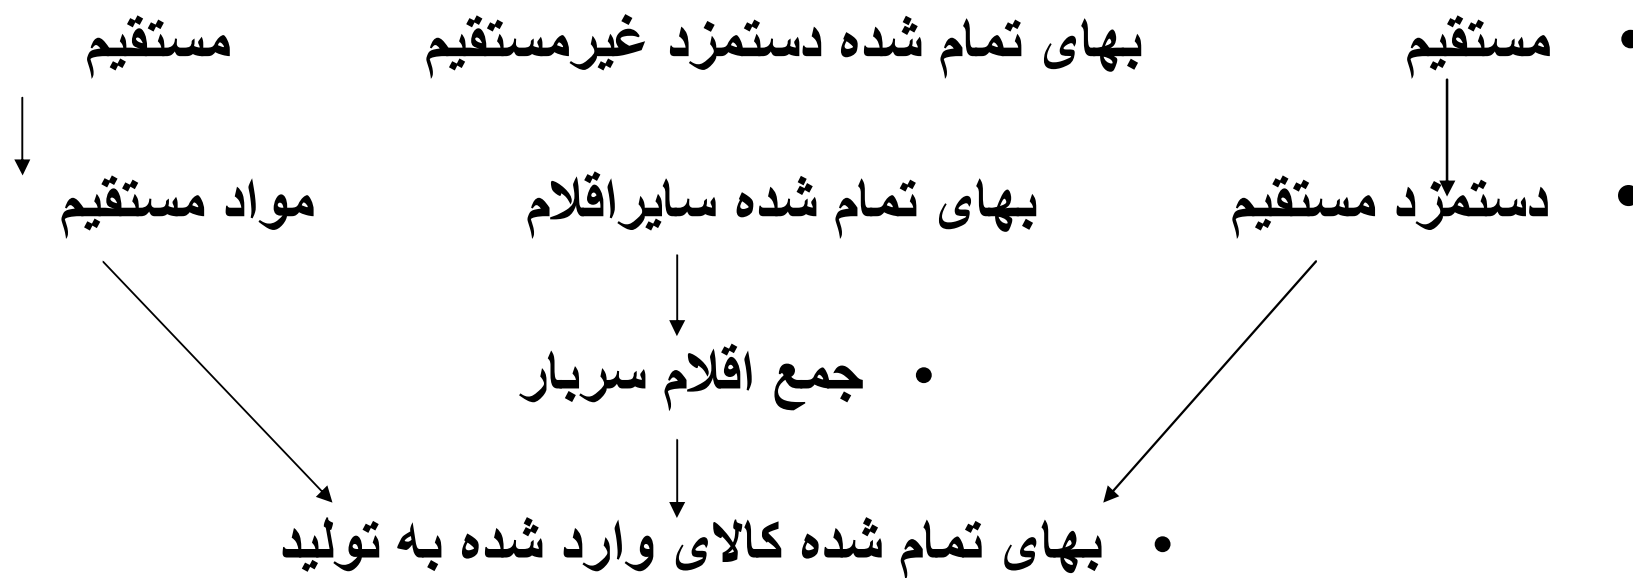 • مستقیم بهای تمام شده دستمزد غیرمستقیم مستقیم
• دستمزد مستقیم بهای تمام شده سایراقلام مواد مستقیم
• جمع اقلام سربار
• بهای تمام شده کالای وارد شده به تولید